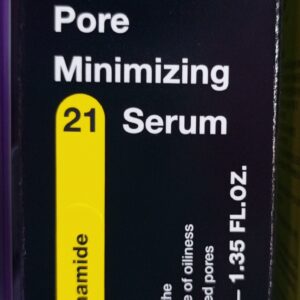 Pore
Minimizing
21 Serum
namide
the
e of oiliness
ed pores
– 1.35 FL.OZ.